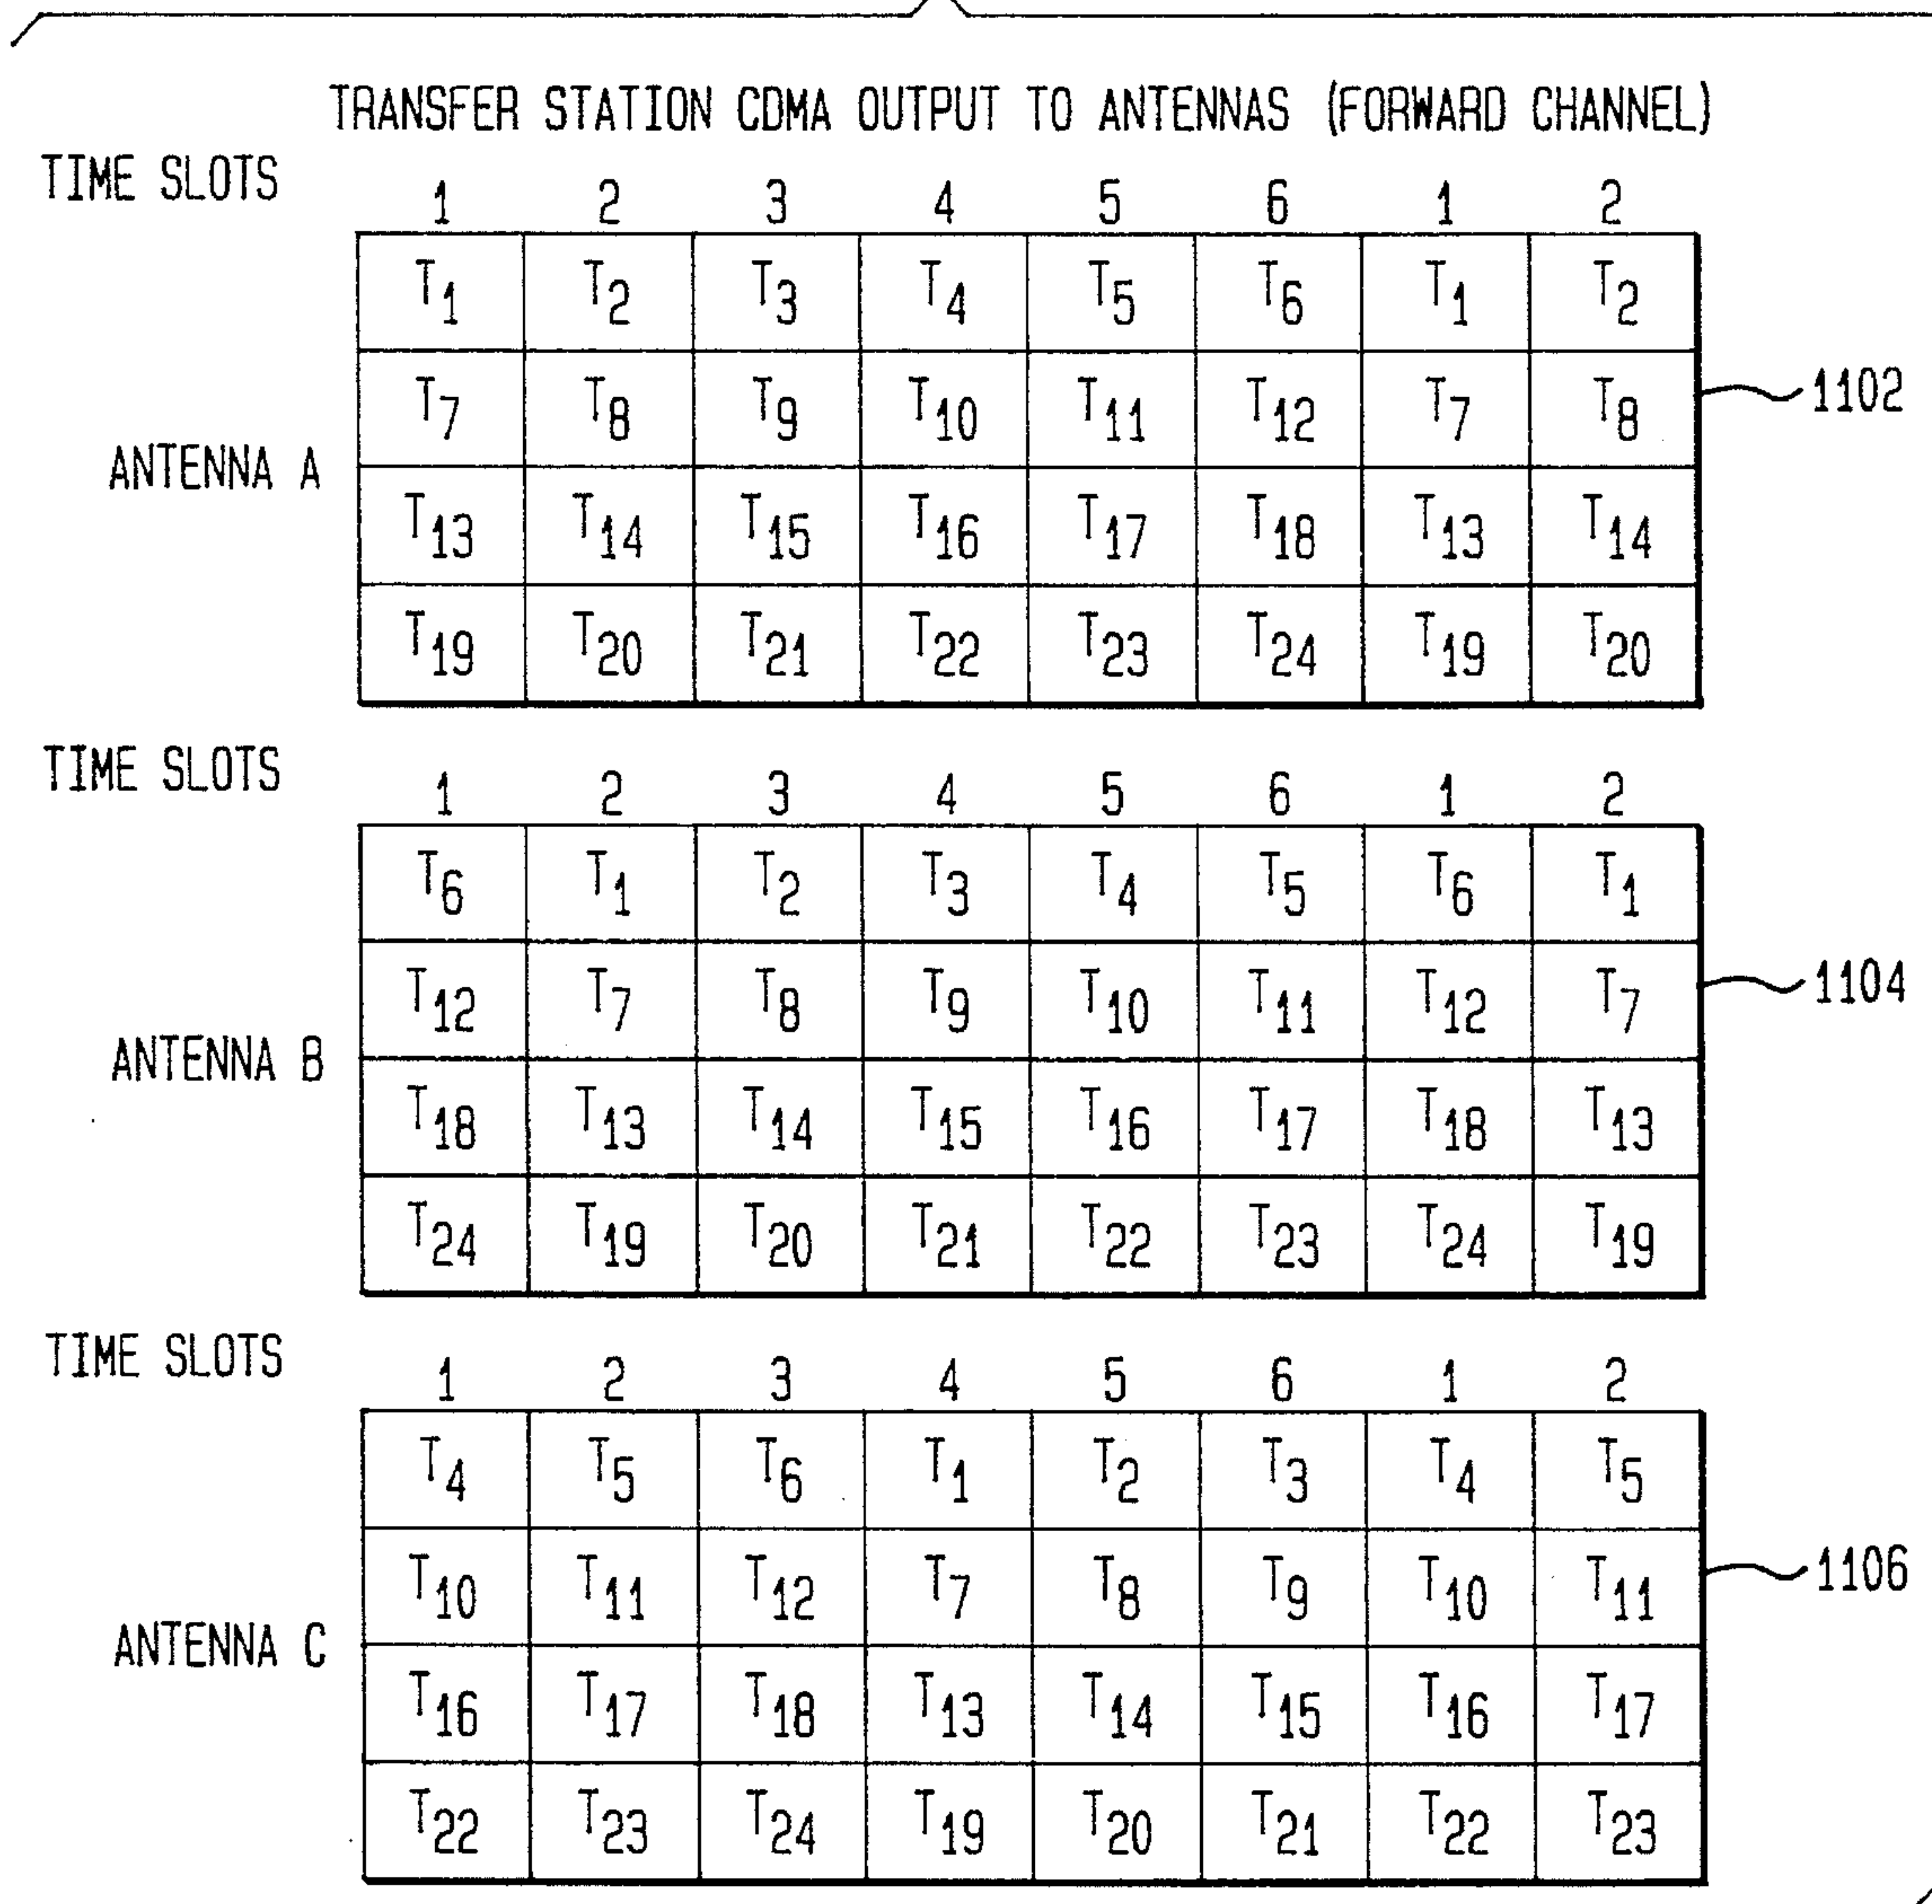 TRANSFER STATION CDMA OUTPUT TO ANTENNAS (FORWARD CHANNEL)
TIME SLOTS 1 2 3 4 5 6 1 2
T1 T2 T3 T4 T5 T6 T1 T2
T7 T8 T9 T10 T11 T12 T7 T8 1102
ANTENNA A
T13 T14 T15 T16 T17 T18 T13 T14
T19 T20 T21 T22 T23 T24 T19 T20
TIME SLOTS 1 2 3 4 5 6 1 2
T6 T1 T2 T3 T4 T5 T6 T1
T12 T7 T8 T9 T10 T11 T12 T7 1104
ANTENNA B
T18 T13 T14 T15 T16 T17 T18 T13
T24 T19 T20 T21 T22 T23 T24 T19
TIME SLOTS 1 2 3 4 5 6 1 2
T4 T5 T6 T1 T2 T3 T4 T5
T10 T11 T12 T7 T8 T9 T10 T11 1106
ANTENNA C
T16 T17 T18 T13 T14 T15 T16 T17
T22 T23 T24 T19 T20 T21 T22 T23